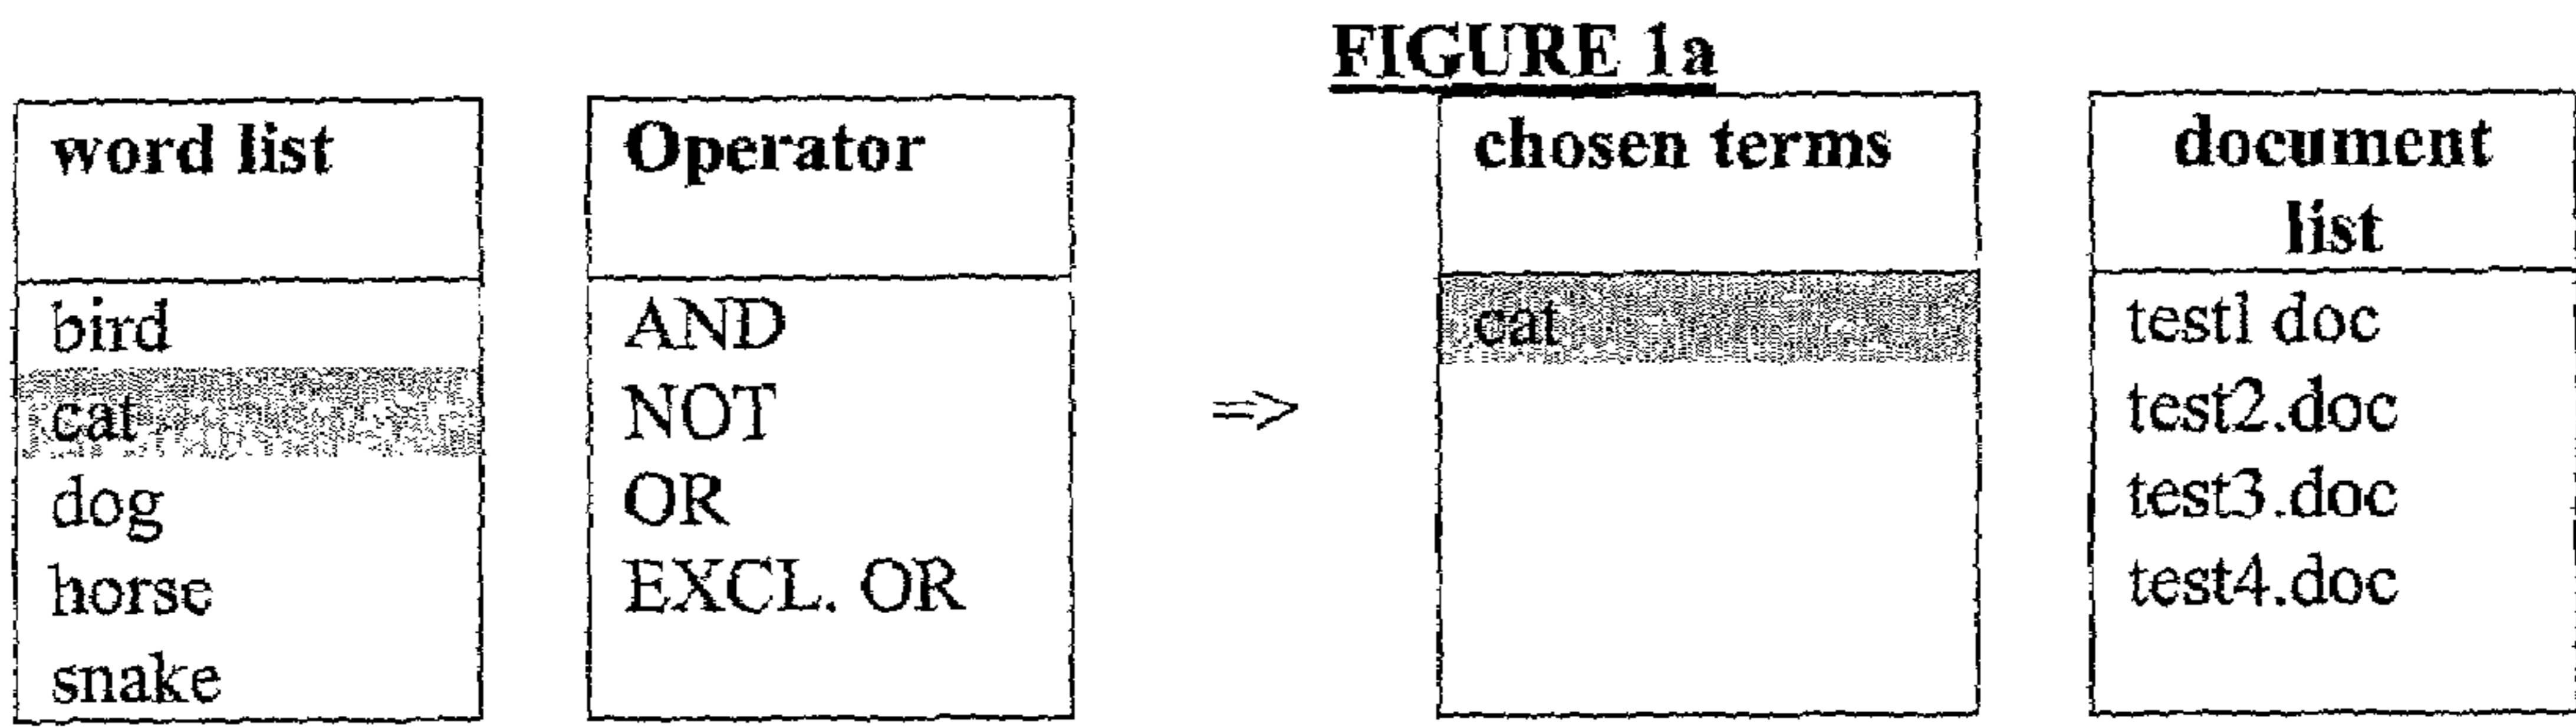 FIGURE 1a
word list
bird
cat
dog
horse
snake
Operator
AND
NOT
OR
EXCL. OR
=>
chosen terms
cat
document
list
test1 doc
test2.doc
test3.doc
test4.doc